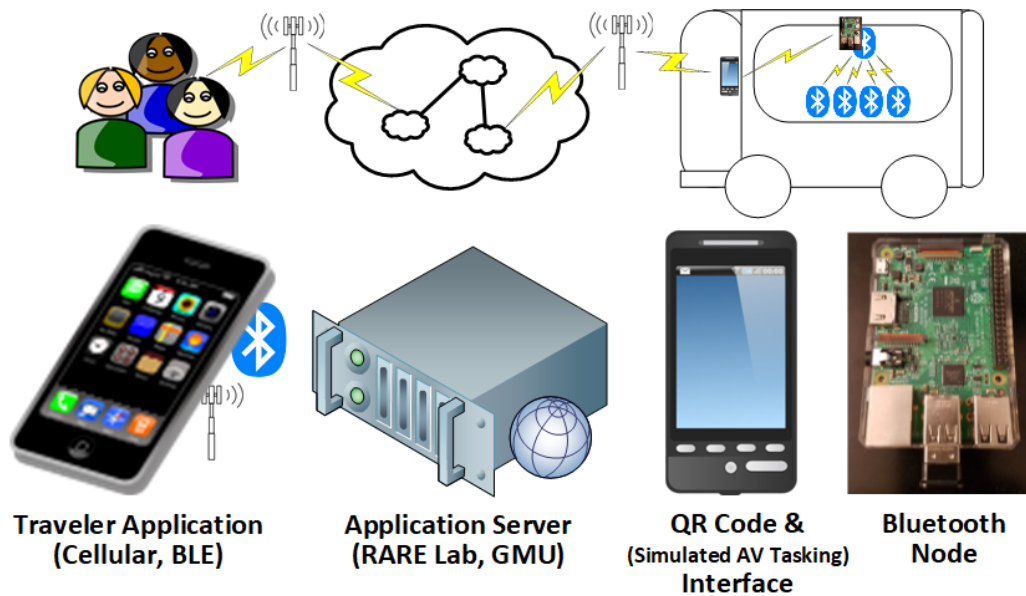 Traveler Application
(Cellular, BLE)
Application Server
(RARE Lab, GMU)
QR Code &
(Simulated AV Tasking)
Interface
Bluetooth
Node